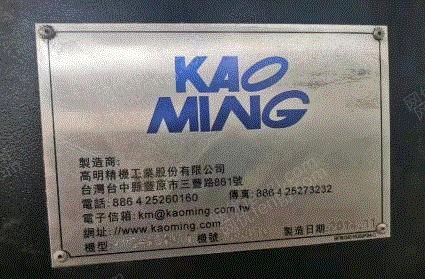 KAO
MING
製造商:
高明精機工業股份有限公司
台灣台中縣豐原市三豐路861號
電話: 886 4 25260160 傳真: 886 4 25273232
電子信箱: km@kaoming.com.tw
網址: //www.kaoming.com
機型 機號 製造日期